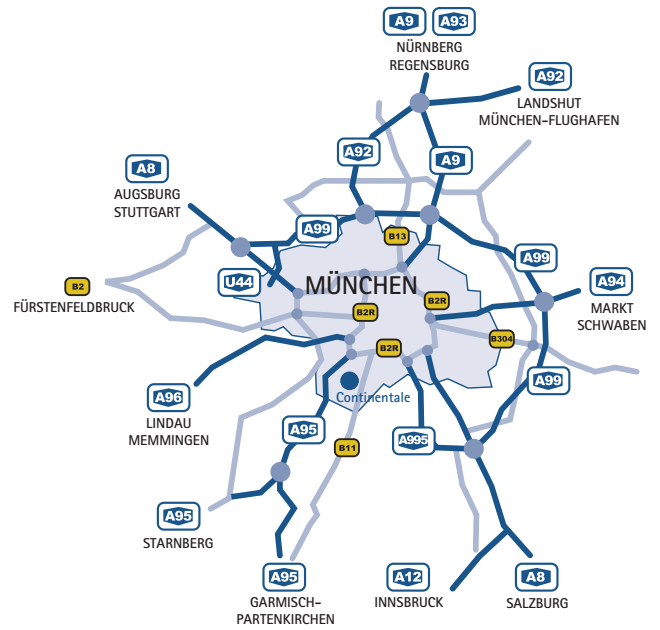 A9 A93
NÜRNBERG
REGENSBURG
A92
LANDSHUT
MÜNCHEN-FLUGHAFEN
A92
A9
A8
AUGSBURG
STUTTGART
A99
B13
A99
U44
MÜNCHEN
A94
MARKT
SCHWABEN
B2
FÜRSTENFELDBRUCK
B2R
B2R
B304
B2R
A99
Continentale
A96
LINDAU
MEMMINGEN
A95
A995
B11
A95
STARNBERG
A95
GARMISCH-
PARTENKIRCHEN
A12
INNSBRUCK
A8
SALZBURG